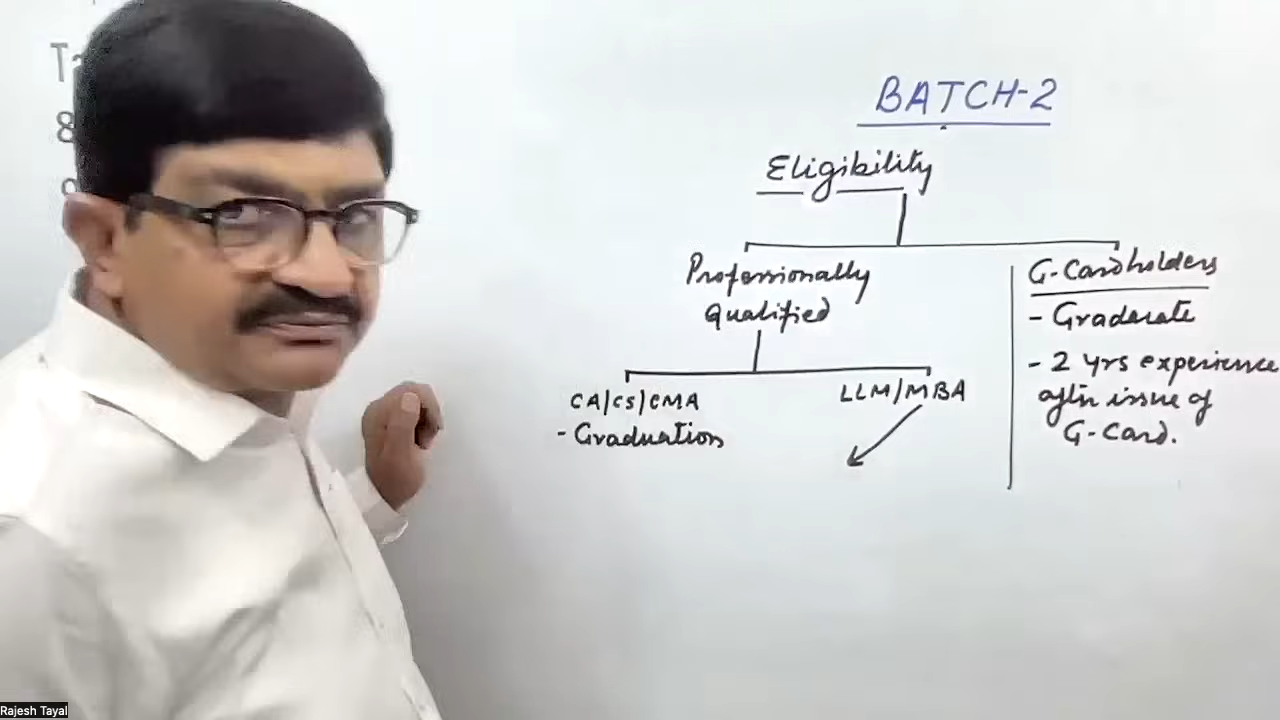 BATCH-2
Eligibility
Professionally
Qualified
CA/CS/CMA
- Graduation
LLM/MBA
G-Cardholders
- Graduate
- 2 yrs experience
after issue of
G-Card.
Rajesh Tayal